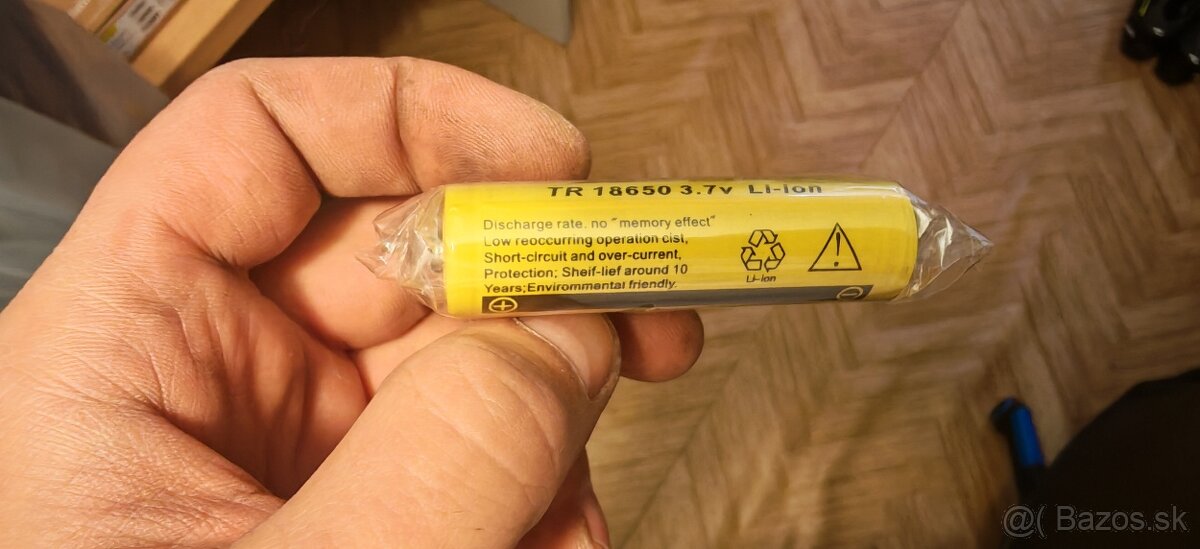 TR 18650 3.7v Li-ion
Discharge rate. no "memory effect"
Low reoccurring operation cist,
Short-circuit and over-current,
Protection; Sheif-lief around 10
Years;Environmental friendly.
Li-ion
@( Bazos.sk